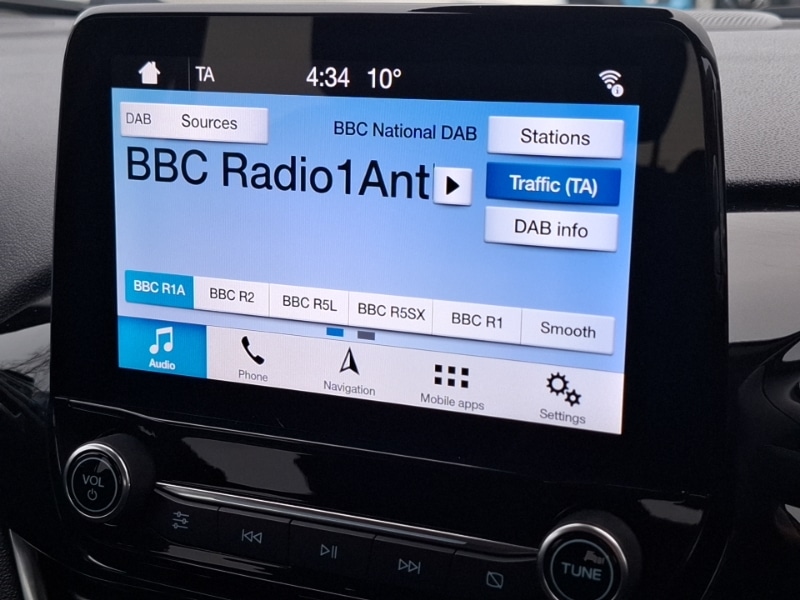 TA 4:34 10°
DAB Sources
BBC National DAB
Stations
BBC Radio1Ant
Traffic (TA)
DAB info
BBC R1A BBC R2 BBC R5L BBC R5SX BBC R1 Smooth
Audio Phone Navigation Mobile apps Settings
VOL
TUNE